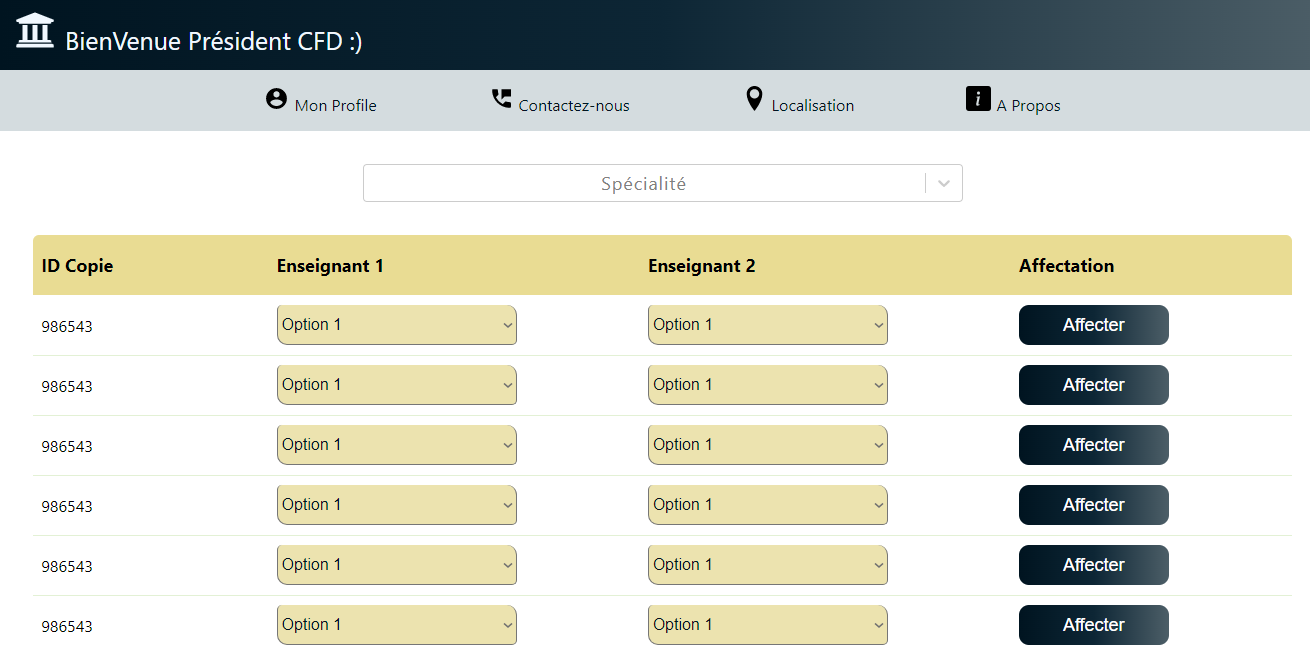 BienVenue Président CFD :)
Mon Profile Contactez-nous Localisation A Propos
Spécialité
ID Copie Enseignant 1 Enseignant 2 Affectation
986543 Option 1 Option 1 Affecter
986543 Option 1 Option 1 Affecter
986543 Option 1 Option 1 Affecter
986543 Option 1 Option 1 Affecter
986543 Option 1 Option 1 Affecter
986543 Option 1 Option 1 Affecter